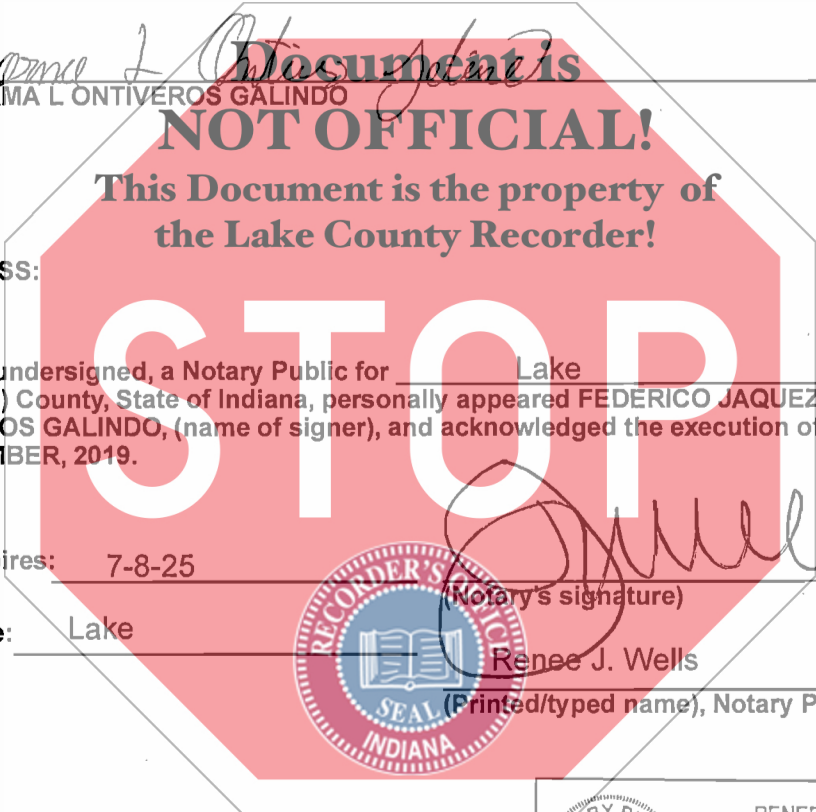 L Ontiveros Galindo
MA L ONTIVEROS GALINDO
Document is
NOT OFFICIAL!
This Document is the property of
the Lake County Recorder!
SS:
STOP
undersigned, a Notary Public for Lake
) County, State of Indiana, personally appeared FEDERICO JAQUEZ
OS GALINDO, (name of signer), and acknowledged the execution of
MBER, 2019.
ires: 7-8-25
(Notary's signature)
e: Lake
Renee J. Wells
(Printed/typed name), Notary P
RECORDER'S OFFICE
SEAL
INDIANA